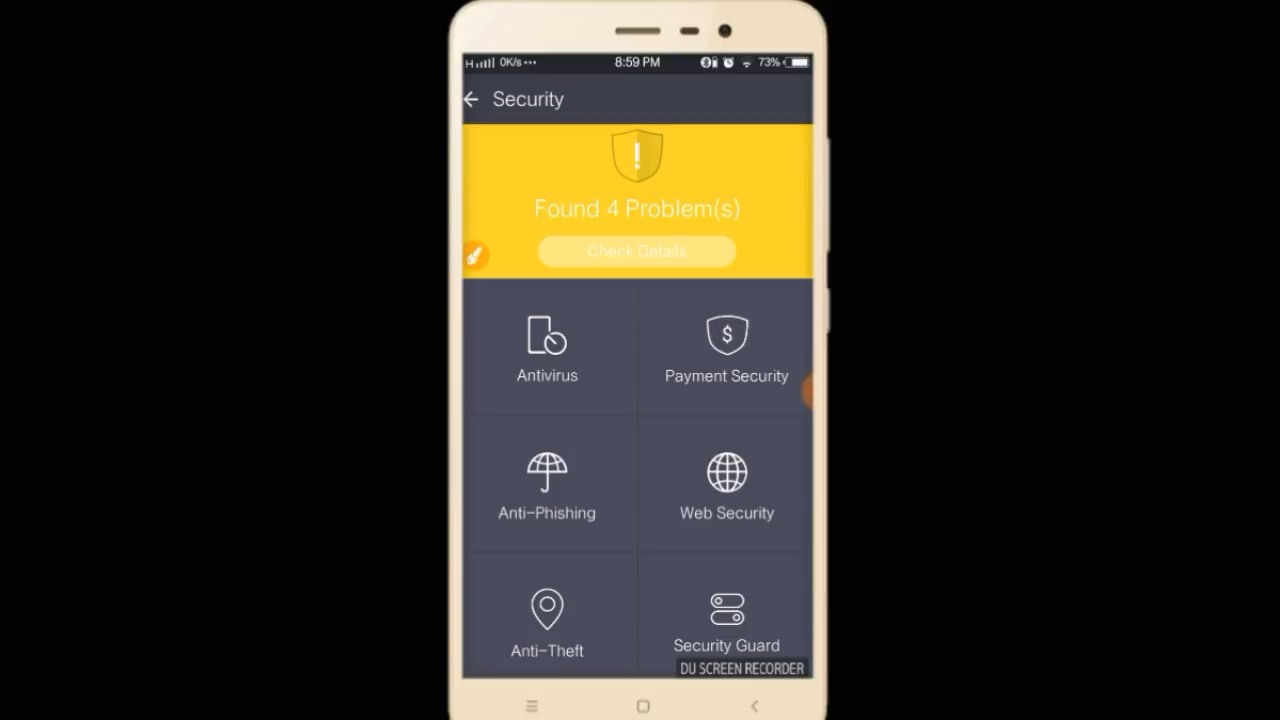 H 0K/s ••• 8:59 PM 73%
Security
Found 4 Problem(s)
Check Details
Antivirus Payment Security
Anti-Phishing Web Security
Anti-Theft Security Guard
DU SCREEN RECORDER